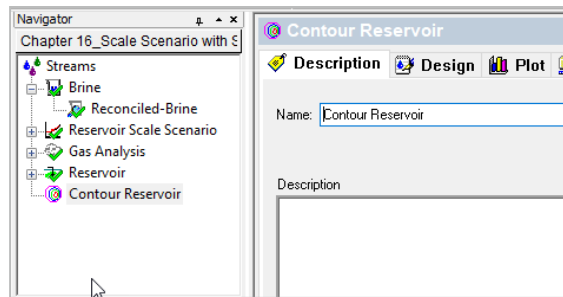 Navigator
Chapter 16_Scale Scenario with S
Streams
Brine
Reconciled-Brine
Reservoir Scale Scenario
Gas Analysis
Reservoir
Contour Reservoir
Contour Reservoir
Description Design Plot
Name: Contour Reservoir
Description